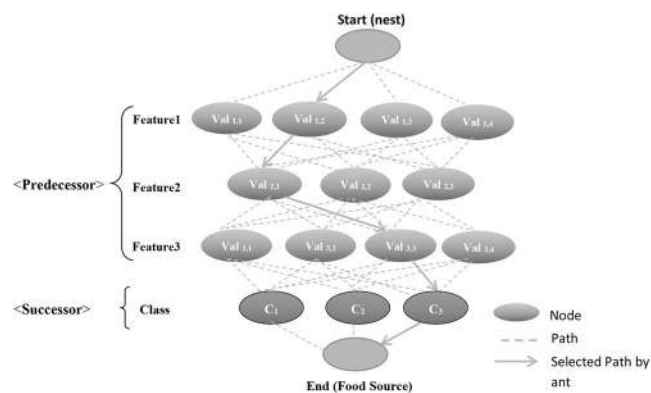 Start (nest)
Feature1
Val 1,1
Val 1,2
Val 1,3
Val 1,4
<Predecessor>
Feature2
Val 2,1
Val 2,2
Val 2,3
Feature3
Val 3,1
Val 3,2
Val 3,3
Val 3,4
<Successor>
Class
C1
C2
C3
End (Food Source)
Node
Path
Selected Path by
ant